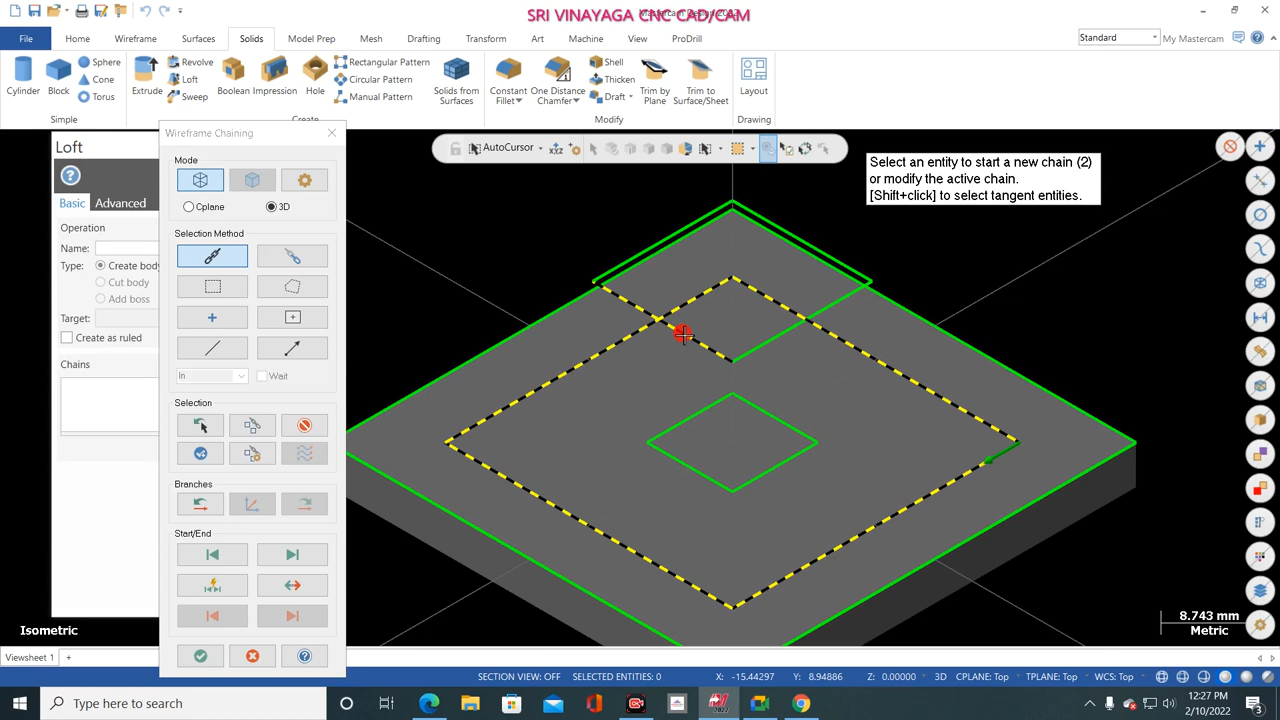 SRI VINAYAGA CNC CAD/CAM
File
Home
Wireframe
Surfaces
Solids
Model Prep
Mesh
Drafting
Transform
Art
Machine
View
ProDrill
Standard
My Mastercam
Cylinder
Block
Sphere
Cone
Torus
Simple
Extrude
Revolve
Loft
Sweep
Boolean
Impression
Hole
Rectangular Pattern
Circular Pattern
Manual Pattern
Solids from
Surfaces
Create
Constant
Fillet
One Distance
Chamfer
Shell
Thicken
Draft
Trim by
Plane
Trim to
Surface/Sheet
Modify
Layout
Drawing
Loft
Basic
Advanced
Operation
Name:
Type:
Create body
Cut body
Add boss
Target:
Create as ruled
Chains
Wireframe Chaining
Mode
Cplane
3D
Selection Method
In
Wait
Selection
Branches
Start/End
AutoCursor
Select an entity to start a new chain (2)
or modify the active chain.
[Shift+click] to select tangent entities.
Isometric
8.743 mm
Metric
Viewsheet 1
+
SECTION VIEW: OFF
SELECTED ENTITIES: 0
X: -15.44297
Y: 8.94886
Z: 0.00000
3D
CPLANE: Top
TPLANE: Top
WCS: Top
Type here to search
12:27 PM
2/10/2022